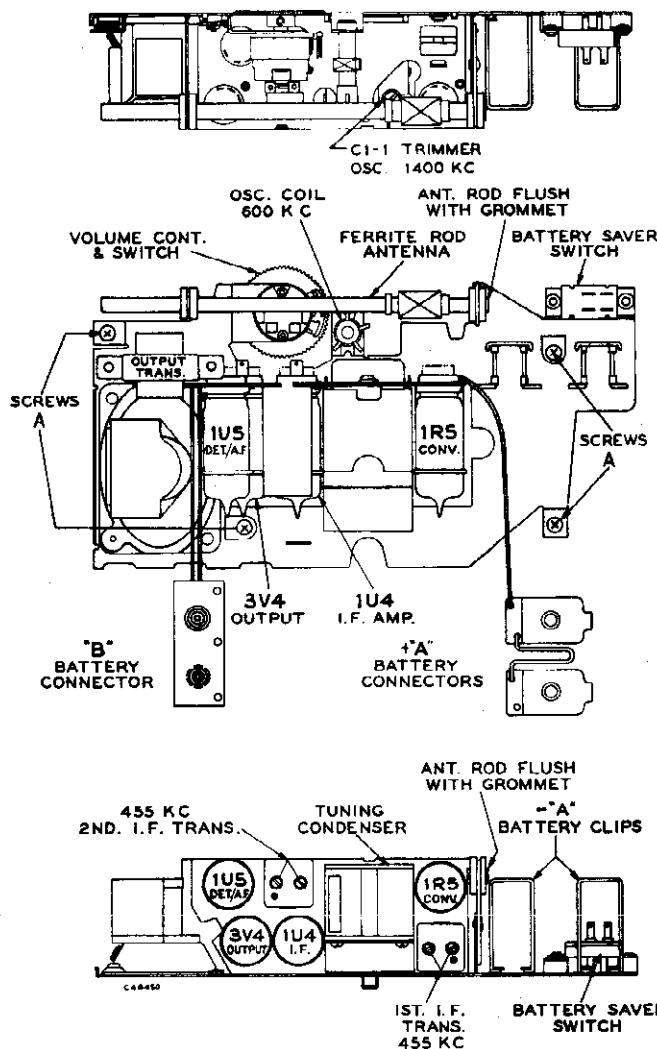 C1-1 TRIMMER
OSC. 1400 KC
OSC. COIL
600 KC
ANT. ROD FLUSH
WITH GROMMET
VOLUME CONT.
& SWITCH
FERRITE ROD
ANTENNA
BATTERY SAVER
SWITCH
OUTPUT
TRANS.
SCREWS
A
1U5
DET/A.F.
1R5
CONV.
SCREWS
A
3V4
OUTPUT
1U4
I.F. AMP.
"B"
BATTERY
CONNECTOR
+"A"
BATTERY
CONNECTORS
ANT. ROD FLUSH
WITH GROMMET
455 KC
2ND. I.F. TRANS.
TUNING
CONDENSER
-"A"
BATTERY CLIPS
1U5
DET/A.F.
1R5
CONV.
3V4
OUTPUT
1U4
I.F.
1ST. I.F.
TRANS.
455 KC
BATTERY SAVER
SWITCH